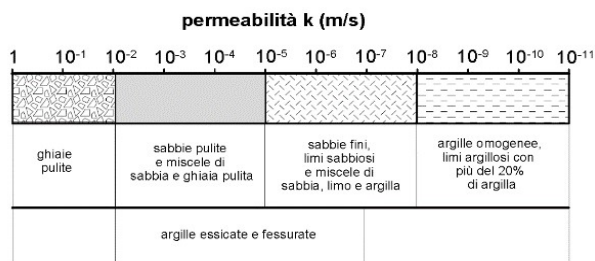 permeabilità k (m/s)
1 10⁻¹ 10⁻² 10⁻³ 10⁻⁴ 10⁻⁵ 10⁻⁶ 10⁻⁷ 10⁻⁸ 10⁻⁹ 10⁻¹⁰ 10⁻¹¹
ghiaie
pulite
sabbie pulite
e miscele di
sabbia e ghiaia pulita
sabbie fini,
limi sabbiosi
e miscele di
sabbia, limo e argilla
argille omogenee,
limi argillosi con
più del 20%
di argilla
argille essicate e fessurate